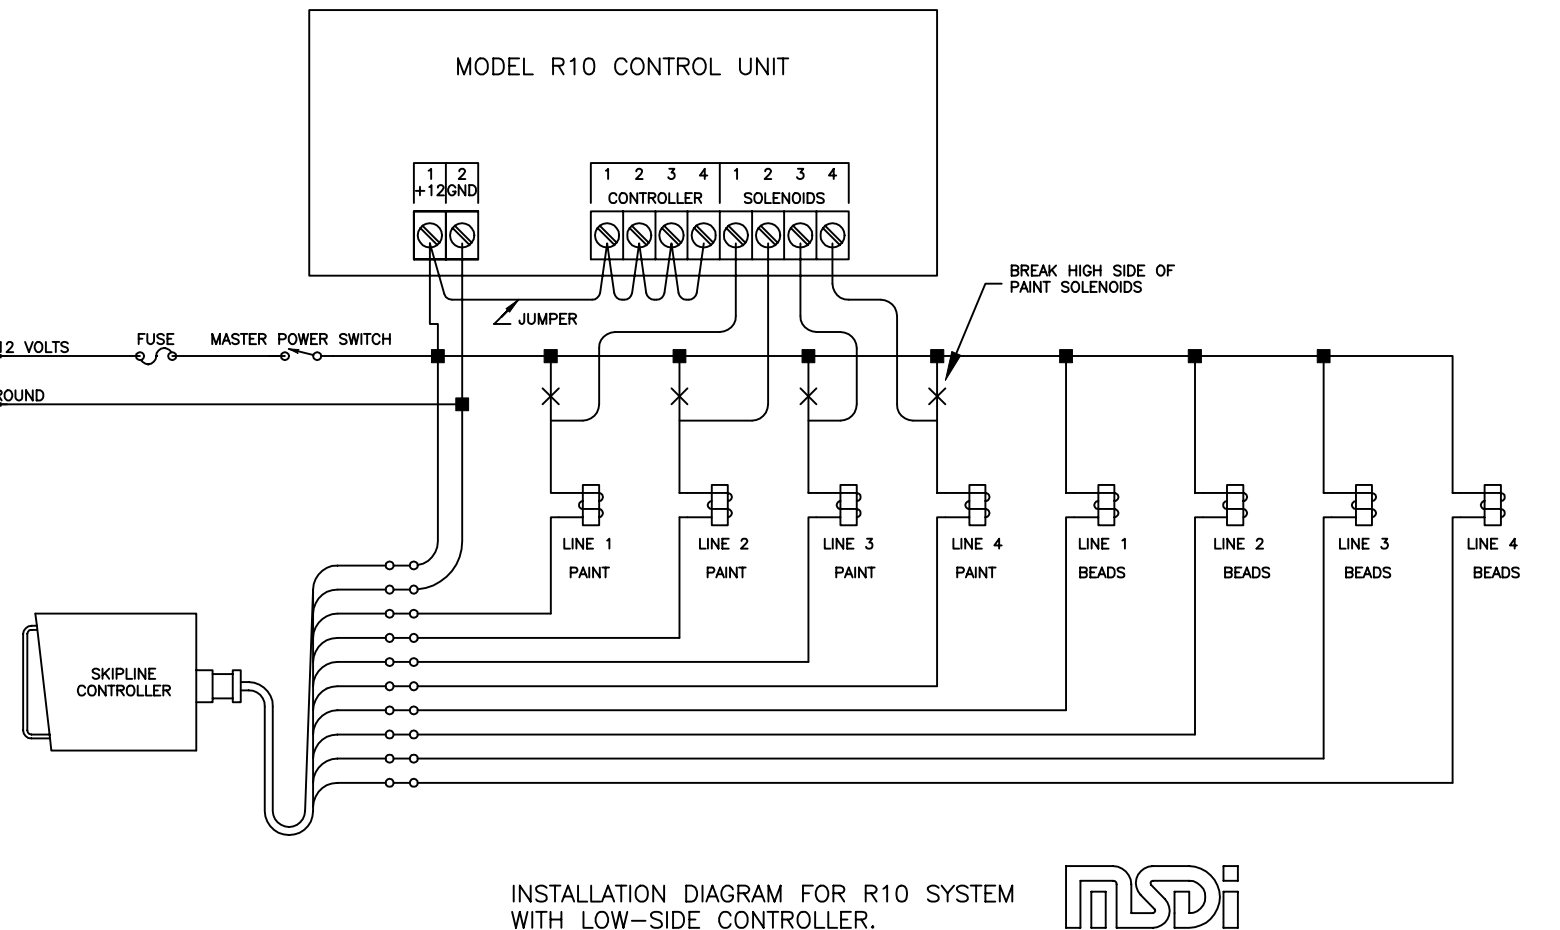 MODEL R10 CONTROL UNIT
1 2
+12 GND
1 2 3 4 1 2 3 4
CONTROLLER SOLENOIDS
BREAK HIGH SIDE OF
PAINT SOLENOIDS
JUMPER
12 VOLTS
FUSE
MASTER POWER SWITCH
ROUND
LINE 1 LINE 2 LINE 3 LINE 4 LINE 1 LINE 2 LINE 3 LINE 4
PAINT PAINT PAINT PAINT BEADS BEADS BEADS BEADS
SKIPLINE
CONTROLLER
INSTALLATION DIAGRAM FOR R10 SYSTEM
WITH LOW-SIDE CONTROLLER.
nSDi